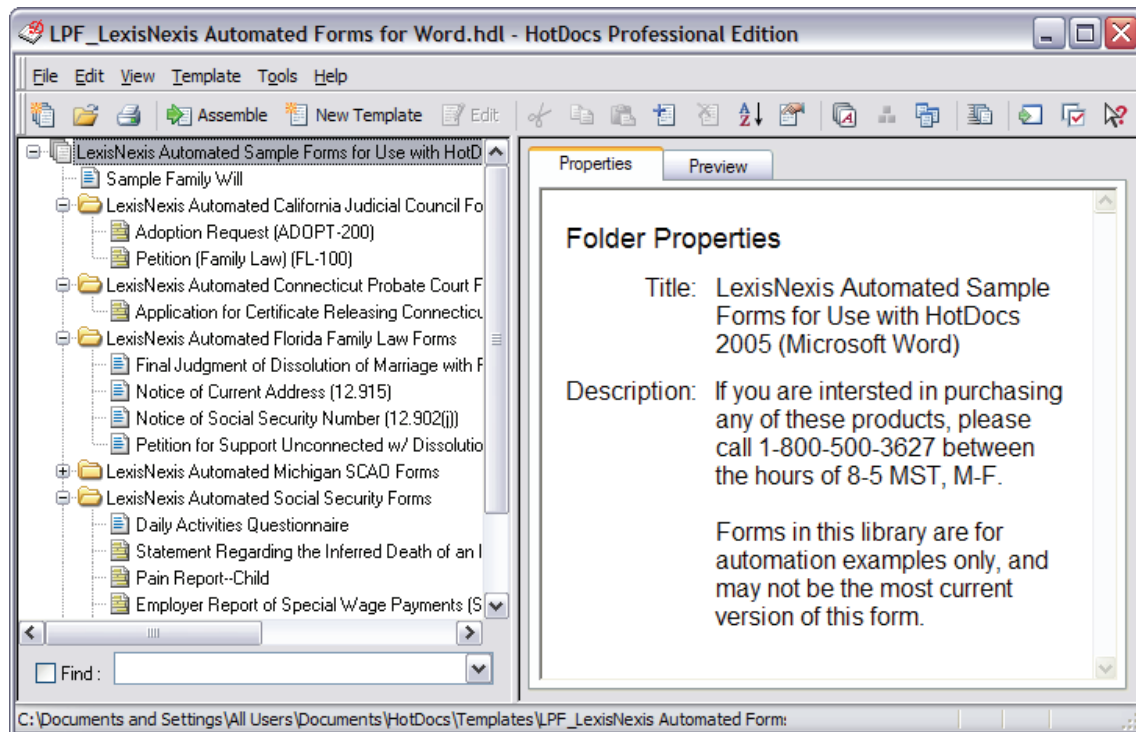 LPF_LexisNexis Automated Forms for Word.hdl - HotDocs Professional Edition
File Edit View Template Tools Help
Assemble New Template Edit
LexisNexis Automated Sample Forms for Use with HotD
Sample Family Will
LexisNexis Automated California Judicial Council Fo
Adoption Request (ADOPT-200)
Petition (Family Law) (FL-100)
LexisNexis Automated Connecticut Probate Court F
Application for Certificate Releasing Connecticu
LexisNexis Automated Florida Family Law Forms
Final Judgment of Dissolution of Marriage with F
Notice of Current Address (12.915)
Notice of Social Security Number (12.902(j))
Petition for Support Unconnected w/ Dissolutio
LexisNexis Automated Michigan SCAO Forms
LexisNexis Automated Social Security Forms
Daily Activities Questionnaire
Statement Regarding the Inferred Death of an I
Pain Report--Child
Employer Report of Special Wage Payments (S
Find :
Properties Preview
Folder Properties
Title: LexisNexis Automated Sample
Forms for Use with HotDocs
2005 (Microsoft Word)
Description: If you are intersted in purchasing
any of these products, please
call 1-800-500-3627 between
the hours of 8-5 MST, M-F.
Forms in this library are for
automation examples only, and
may not be the most current
version of this form.
C:\Documents and Settings\All Users\Documents\HotDocs\Templates\LPF_LexisNexis Automated Form